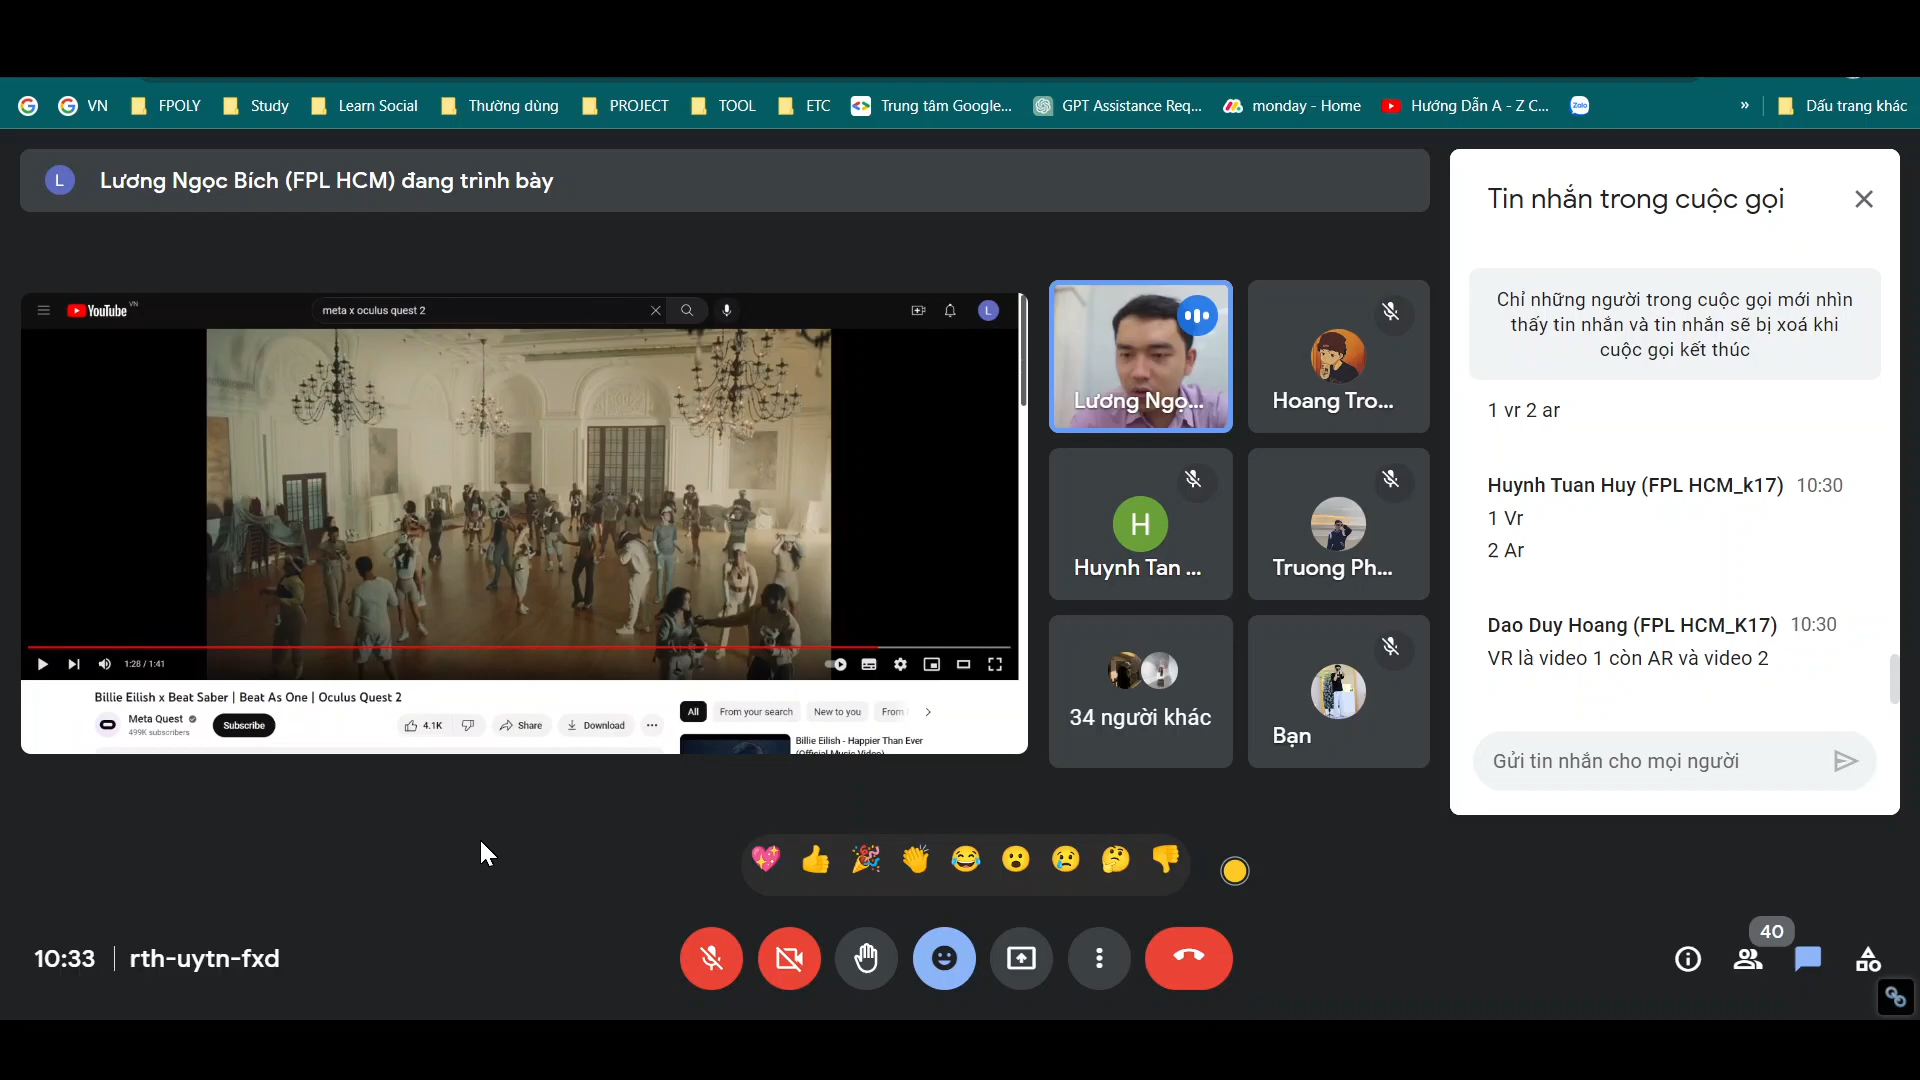 VN
FPOLY
Study
Learn Social
Thường dùng
PROJECT
TOOL
ETC
Trung tâm Google...
GPT Assistance Req...
monday - Home
Hướng Dẫn A - Z C...
Zalo
»
Dấu trang khác
L
Lương Ngọc Bích (FPL HCM) đang trình bày
YouTube VN
meta x oculus quest 2
L
1:28 / 1:41
Billie Eilish x Beat Saber | Beat As One | Oculus Quest 2
Meta Quest
499K subscribers
Subscribe
4.1K
Share
Download
All
From your search
New to you
From
Billie Eilish - Happier Than Ever
(Official Music Video)
Lương Ngọ...
Hoang Tro...
H
Huynh Tan ...
Truong Ph...
34 người khác
Bạn
Tin nhắn trong cuộc gọi
Chỉ những người trong cuộc gọi mới nhìn
thấy tin nhắn và tin nhắn sẽ bị xoá khi
cuộc gọi kết thúc
1 vr 2 ar
Huynh Tuan Huy (FPL HCM_k17) 10:30
1 Vr
2 Ar
Dao Duy Hoang (FPL HCM_K17) 10:30
VR là video 1 còn AR và video 2
Gửi tin nhắn cho mọi người
10:33
rth-uytn-fxd
40